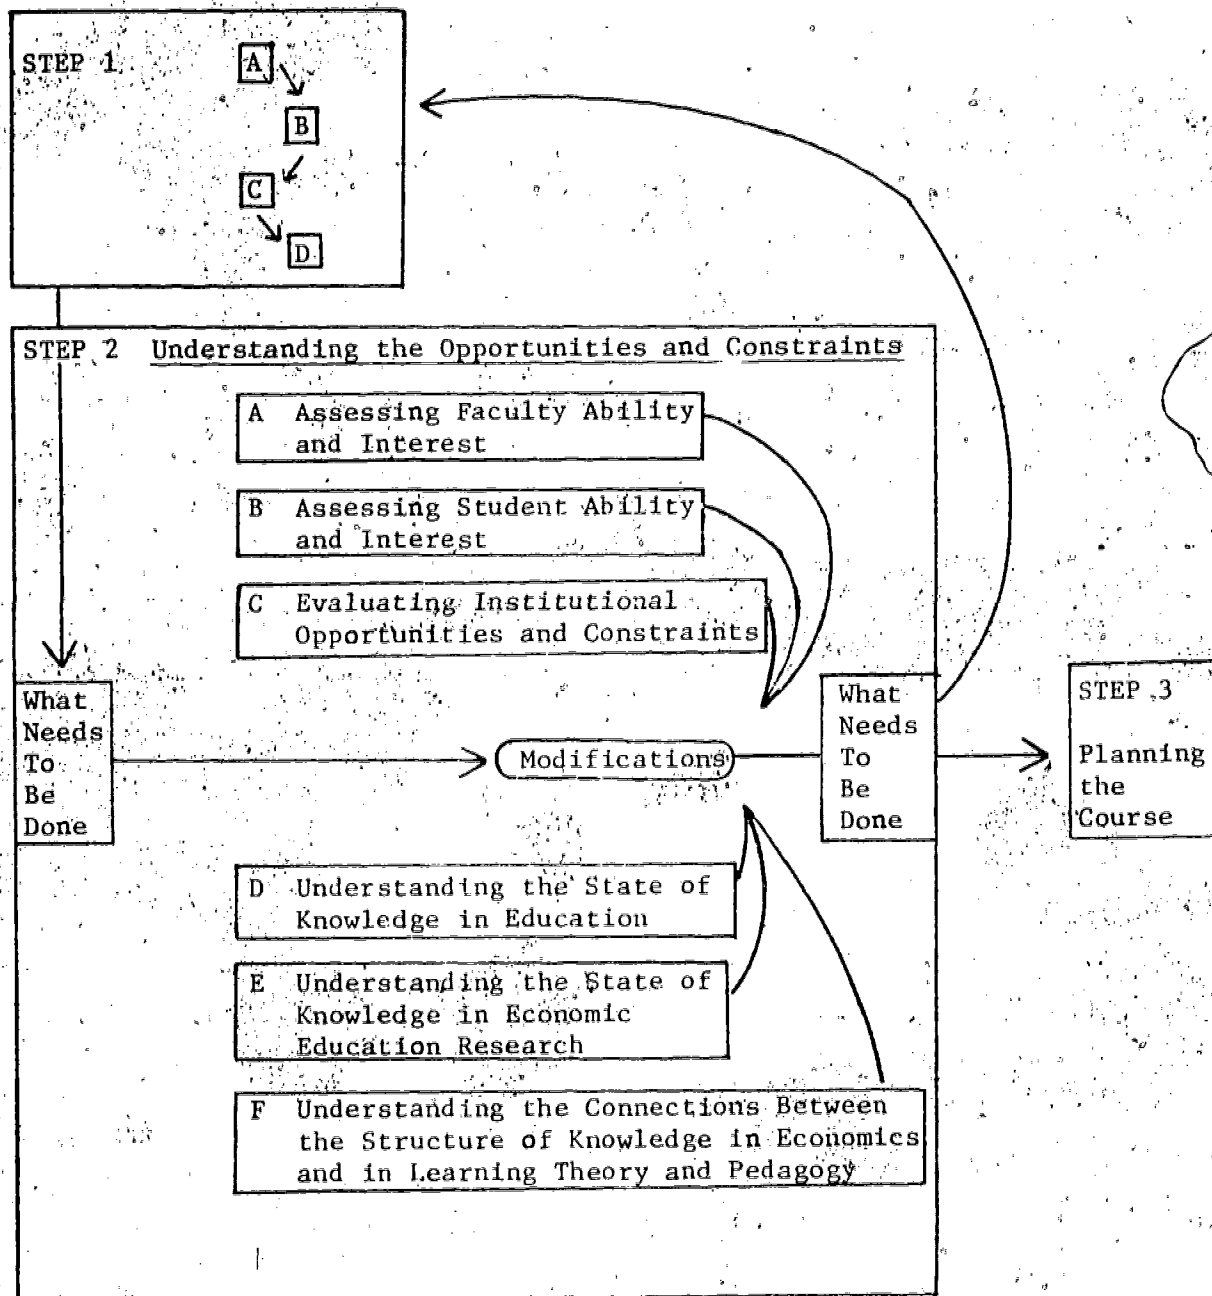 STEP 1
A
B
C
D
STEP 2 Understanding the Opportunities and Constraints
A Assessing Faculty Ability
and Interest
B Assessing Student Ability
and Interest
C Evaluating Institutional
Opportunities and Constraints
What
Needs
To
Be
Done
Modifications
What
Needs
To
Be
Done
STEP 3
Planning
the
Course
D Understanding the State of
Knowledge in Education
E Understanding the State of
Knowledge in Economic
Education Research
F Understanding the Connections Between
the Structure of Knowledge in Economics
and in Learning Theory and Pedagogy